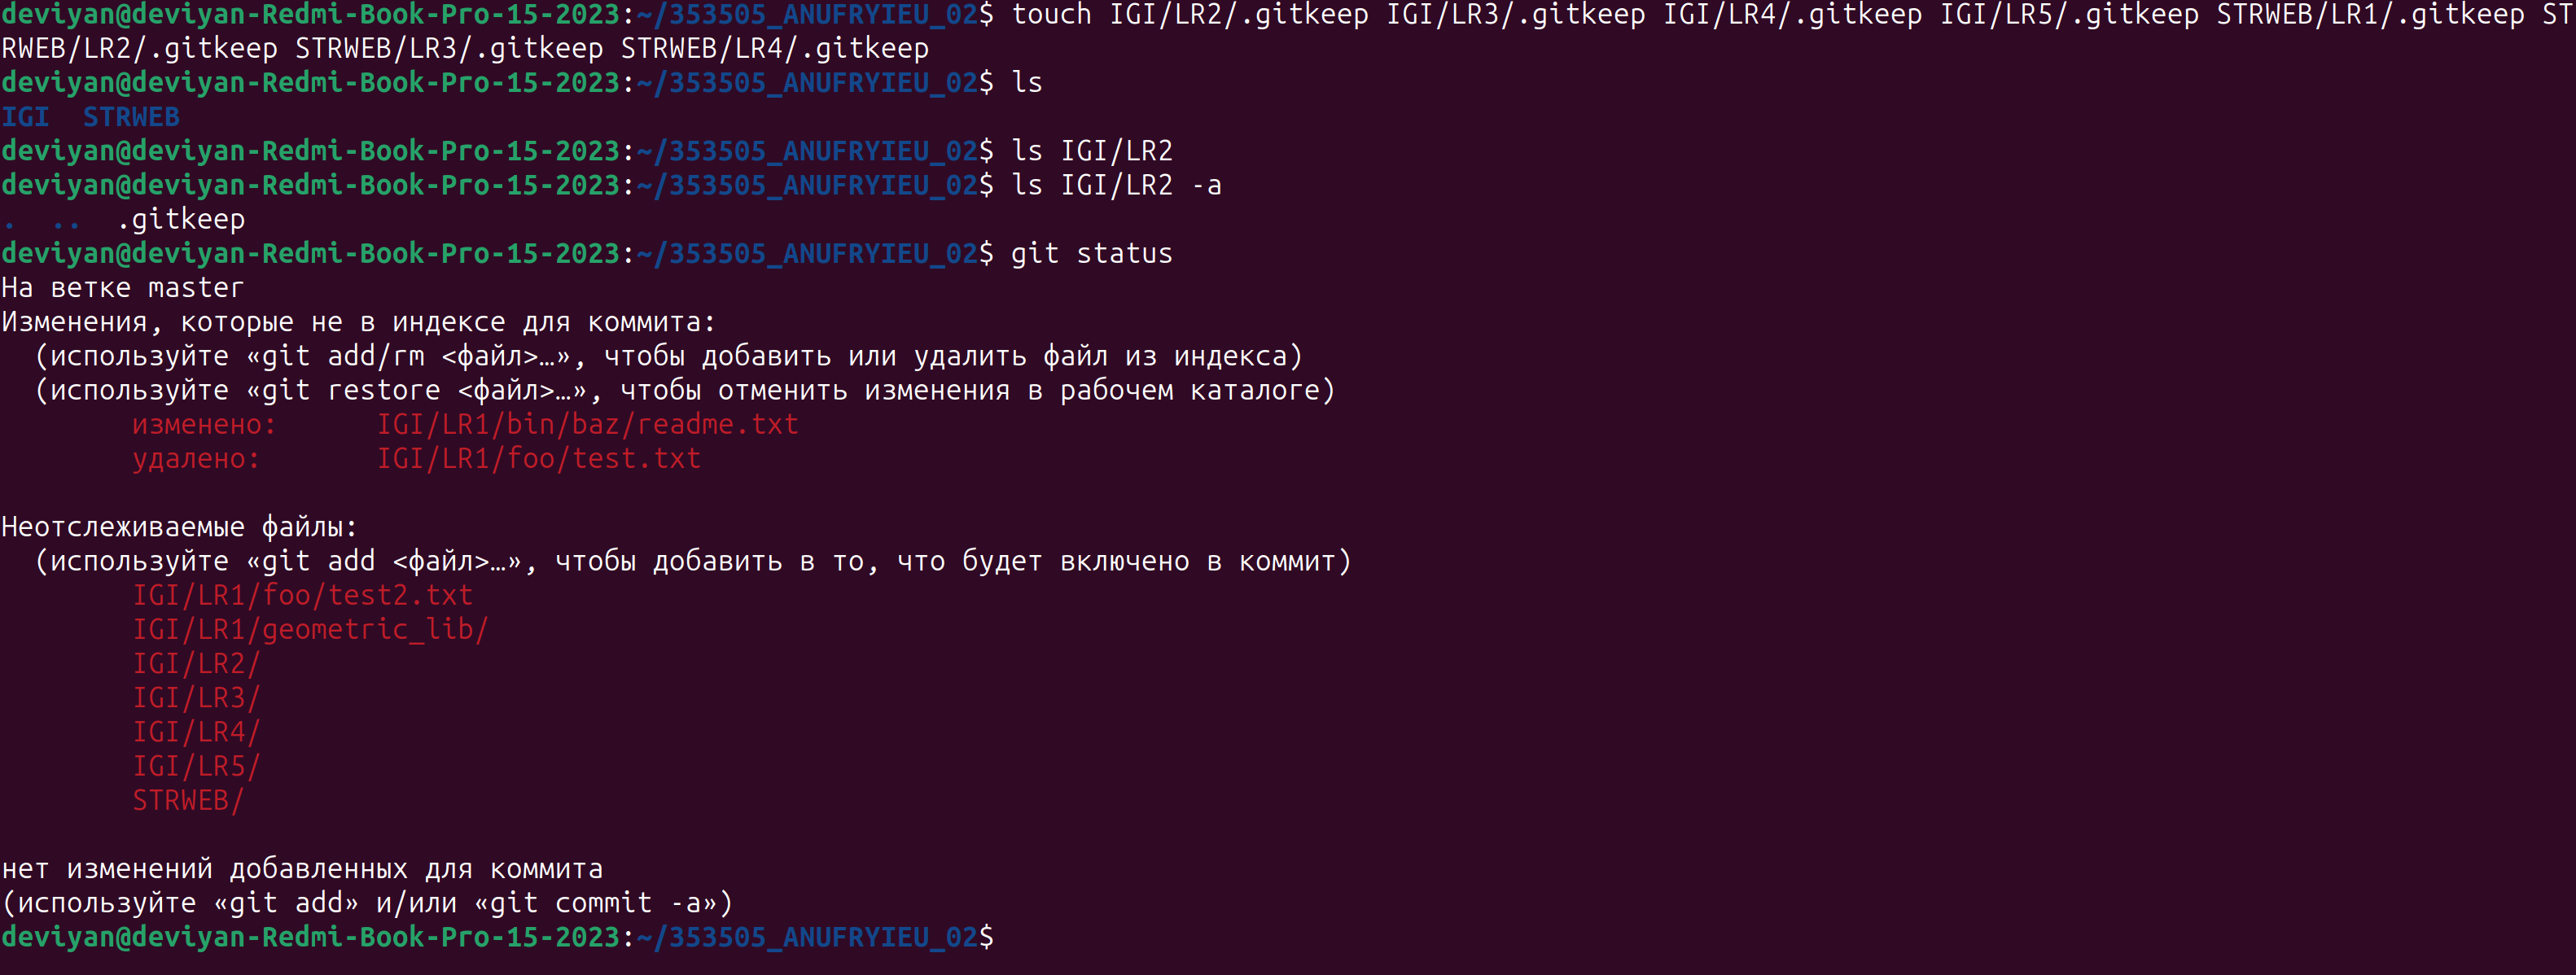 deviyan@deviyan-Redmi-Book-Pro-15-2023:~/353505_ANUFRYIEU_02$ touch IGI/LR2/.gitkeep IGI/LR3/.gitkeep IGI/LR4/.gitkeep IGI/LR5/.gitkeep STRWEB/LR1/.gitkeep ST
RWEB/LR2/.gitkeep STRWEB/LR3/.gitkeep STRWEB/LR4/.gitkeep
deviyan@deviyan-Redmi-Book-Pro-15-2023:~/353505_ANUFRYIEU_02$ ls
IGI  STRWEB
deviyan@deviyan-Redmi-Book-Pro-15-2023:~/353505_ANUFRYIEU_02$ ls IGI/LR2
deviyan@deviyan-Redmi-Book-Pro-15-2023:~/353505_ANUFRYIEU_02$ ls IGI/LR2 -a
.  ..  .gitkeep
deviyan@deviyan-Redmi-Book-Pro-15-2023:~/353505_ANUFRYIEU_02$ git status
На ветке master
Изменения, которые не в индексе для коммита:
  (используйте «git add/rm <файл>…», чтобы добавить или удалить файл из индекса)
  (используйте «git restore <файл>…», чтобы отменить изменения в рабочем каталоге)
        изменено:      IGI/LR1/bin/baz/readme.txt
        удалено:       IGI/LR1/foo/test.txt
Неотслеживаемые файлы:
  (используйте «git add <файл>…», чтобы добавить в то, что будет включено в коммит)
        IGI/LR1/foo/test2.txt
        IGI/LR1/geometric_lib/
        IGI/LR2/
        IGI/LR3/
        IGI/LR4/
        IGI/LR5/
        STRWEB/
нет изменений добавленных для коммита
(используйте «git add» и/или «git commit -a»)
deviyan@deviyan-Redmi-Book-Pro-15-2023:~/353505_ANUFRYIEU_02$